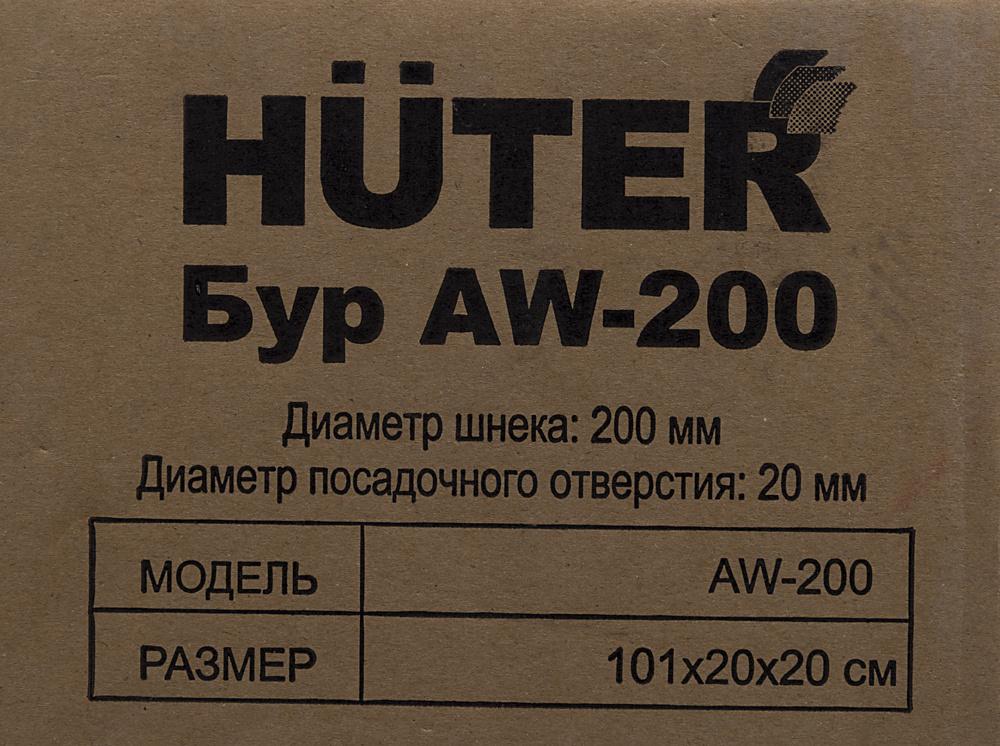 HÜTER
Бур AW-200
Диаметр шнека: 200 мм
Диаметр посадочного отверстия: 20 мм
МОДЕЛЬ AW-200
РАЗМЕР 101x20x20 см